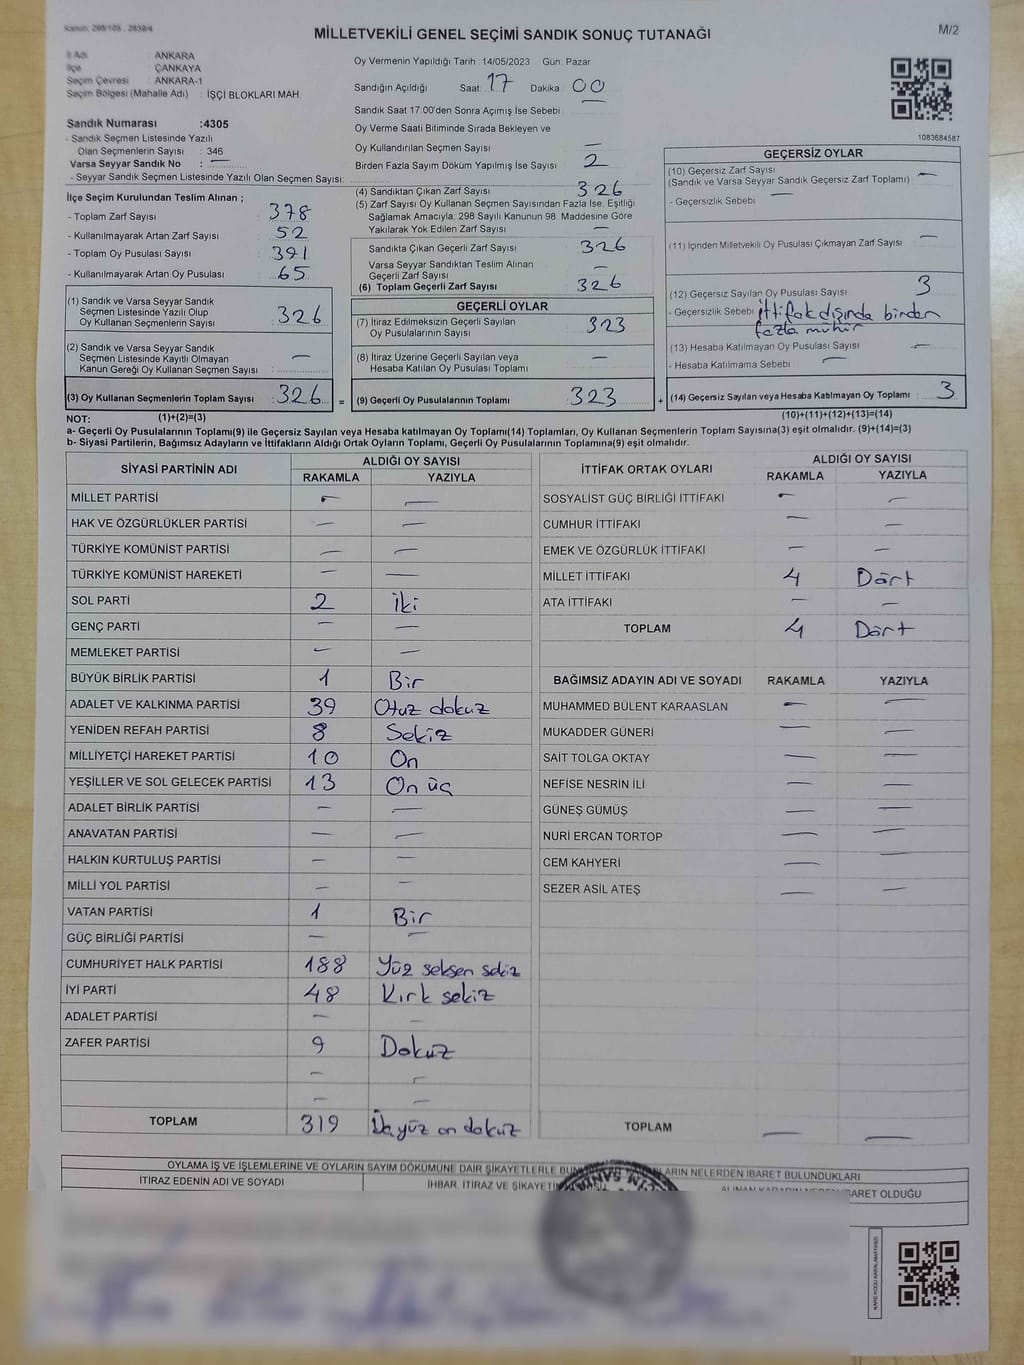 Kanun: 298/105 , 2839/4
MİLLETVEKİLİ GENEL SEÇİMİ SANDIK SONUÇ TUTANAĞI
M/2
İl Adı : ANKARA
İlçe : ÇANKAYA
Seçim Çevresi : ANKARA-1
Seçim Bölgesi (Mahalle Adı) : İŞÇİ BLOKLARI MAH.
Sandık Numarası :4305
- Sandık Seçmen Listesinde Yazılı
Olan Seçmenlerin Sayısı : 346
Varsa Seyyar Sandık No : —
- Seyyar Sandık Seçmen Listesinde Yazılı Olan Seçmen Sayısı:
Oy Vermenin Yapıldığı Tarih :14/05/2023 Gün: Pazar
Sandığın Açıldığı Saat: 17 Dakika 00
Sandık Saat 17:00'den Sonra Açımış İse Sebebi —
Oy Verme Saati Bitiminde Sırada Bekleyen ve
Oy Kullandırılan Seçmen Sayısı —
Birden Fazla Sayım Döküm Yapılmış İse Sayısı 2
1083684587
İlçe Seçim Kurulundan Teslim Alınan ;
- Toplam Zarf Sayısı : 378
- Kullanılmayarak Artan Zarf Sayısı : 52
- Toplam Oy Pusulası Sayısı : 391
- Kullanılmayarak Artan Oy Pusulası : 65
(4) Sandıktan Çıkan Zarf Sayısı 326
(5) Zarf Sayısı Oy Kullanan Seçmen Sayısından Fazla İse, Eşitliği
Sağlamak Amacıyla, 298 Sayılı Kanunun 98. Maddesine Göre
Yakılarak Yok Edilen Zarf Sayısı —
Sandıkta Çıkan Geçerli Zarf Sayısı 326
Varsa Seyyar Sandıktan Teslim Alınan
Geçerli Zarf Sayısı —
(6) Toplam Geçerli Zarf Sayısı 326
GEÇERSİZ OYLAR
(10) Geçersiz Zarf Sayısı
(Sandık ve Varsa Seyyar Sandık Geçersiz Zarf Toplamı) —
- Geçersizlik Sebebi —
(11) İçinden Milletvekili Oy Pusulası Çıkmayan Zarf Sayısı —
(12) Geçersiz Sayılan Oy Pusulası Sayısı 3
- Geçersizlik Sebebi ittifak dışında birden
fazla mühür
(13) Hesaba Katılmayan Oy Pusulası Sayısı —
- Hesaba Katılmama Sebebi —
(1) Sandık ve Varsa Seyyar Sandık
Seçmen Listesinde Yazılı Olup
Oy Kullanan Seçmenlerin Sayısı : 326
(2) Sandık ve Varsa Seyyar Sandık
Seçmen Listesinde Kayıtlı Olmayan
Kanun Gereği Oy Kullanan Seçmen Sayısı : —
GEÇERLİ OYLAR
(7) İtiraz Edilmeksizin Geçerli Sayılan
Oy Pusulalarının Sayısı 323
(8) İtiraz Üzerine Geçerli Sayılan veya
Hesaba Katılan Oy Pusulası Toplamı —
(3) Oy Kullanan Seçmenlerin Toplam Sayısı : 326 = (9) Geçerli Oy Pusulalarının Toplamı 323 + (14) Geçersiz Sayılan veya Hesaba Katılmayan Oy Toplamı : 3
NOT: (1)+(2)=(3) (10)+(11)+(12)+(13)=(14)
a- Geçerli Oy Pusulalarının Toplamı(9) ile Geçersiz Sayılan veya Hesaba katılmayan Oy Toplamı(14) Toplamları, Oy Kullanan Seçmenlerin Toplam Sayısına(3) eşit olmalıdır. (9)+(14)=(3)
b- Siyasi Partilerin, Bağımsız Adayların ve İttifakların Aldığı Ortak Oyların Toplamı, Geçerli Oy Pusulalarının Toplamına(9) eşit olmalıdır.
SİYASİ PARTİNİN ADI ALDIĞI OY SAYISI
RAKAMLA YAZIYLA
MİLLET PARTİSİ — —
HAK VE ÖZGÜRLÜKLER PARTİSİ — —
TÜRKİYE KOMÜNİST PARTİSİ — —
TÜRKİYE KOMÜNİST HAREKETİ — —
SOL PARTİ 2 İki
GENÇ PARTİ — —
MEMLEKET PARTİSİ — —
BÜYÜK BİRLİK PARTİSİ 1 Bir
ADALET VE KALKINMA PARTİSİ 39 Otuz dokuz
YENİDEN REFAH PARTİSİ 8 Sekiz
MİLLİYETÇİ HAREKET PARTİSİ 10 On
YEŞİLLER VE SOL GELECEK PARTİSİ 13 On üç
ADALET BİRLİK PARTİSİ — —
ANAVATAN PARTİSİ — —
HALKIN KURTULUŞ PARTİSİ — —
MİLLİ YOL PARTİSİ — —
VATAN PARTİSİ 1 Bir
GÜÇ BİRLİĞİ PARTİSİ — —
CUMHURİYET HALK PARTİSİ 188 Yüz seksen sekiz
İYİ PARTİ 48 Kırk sekiz
ADALET PARTİSİ — —
ZAFER PARTİSİ 9 Dokuz
— —
— —
TOPLAM 319 Üçyüz on dokuz
İTTİFAK ORTAK OYLARI ALDIĞI OY SAYISI
RAKAMLA YAZIYLA
SOSYALİST GÜÇ BİRLİĞİ İTTİFAKI — —
CUMHUR İTTİFAKI — —
EMEK VE ÖZGÜRLÜK İTTİFAKI — —
MİLLET İTTİFAKI 4 Dört
ATA İTTİFAKI — —
TOPLAM 4 Dört
BAĞIMSIZ ADAYIN ADI VE SOYADI RAKAMLA YAZIYLA
MUHAMMED BÜLENT KARAASLAN — —
MUKADDER GÜNERİ — —
SAİT TOLGA OKTAY — —
NEFİSE NESRİN İLİ — —
GÜNEŞ GÜMÜŞ — —
NURİ ERCAN TORTOP — —
CEM KAHYERİ — —
SEZER ASİL ATEŞ — —
TOPLAM — —
OYLAMA İŞ VE İŞLEMLERİNE VE OYLARIN SAYIM DÖKÜMÜNE DAİR ŞİKAYETLERLE NELERDEN İBARET BULUNDUKLARI
İTİRAZ EDENİN ADI VE SOYADI İHBAR, İTİRAZ VE OLDUĞU